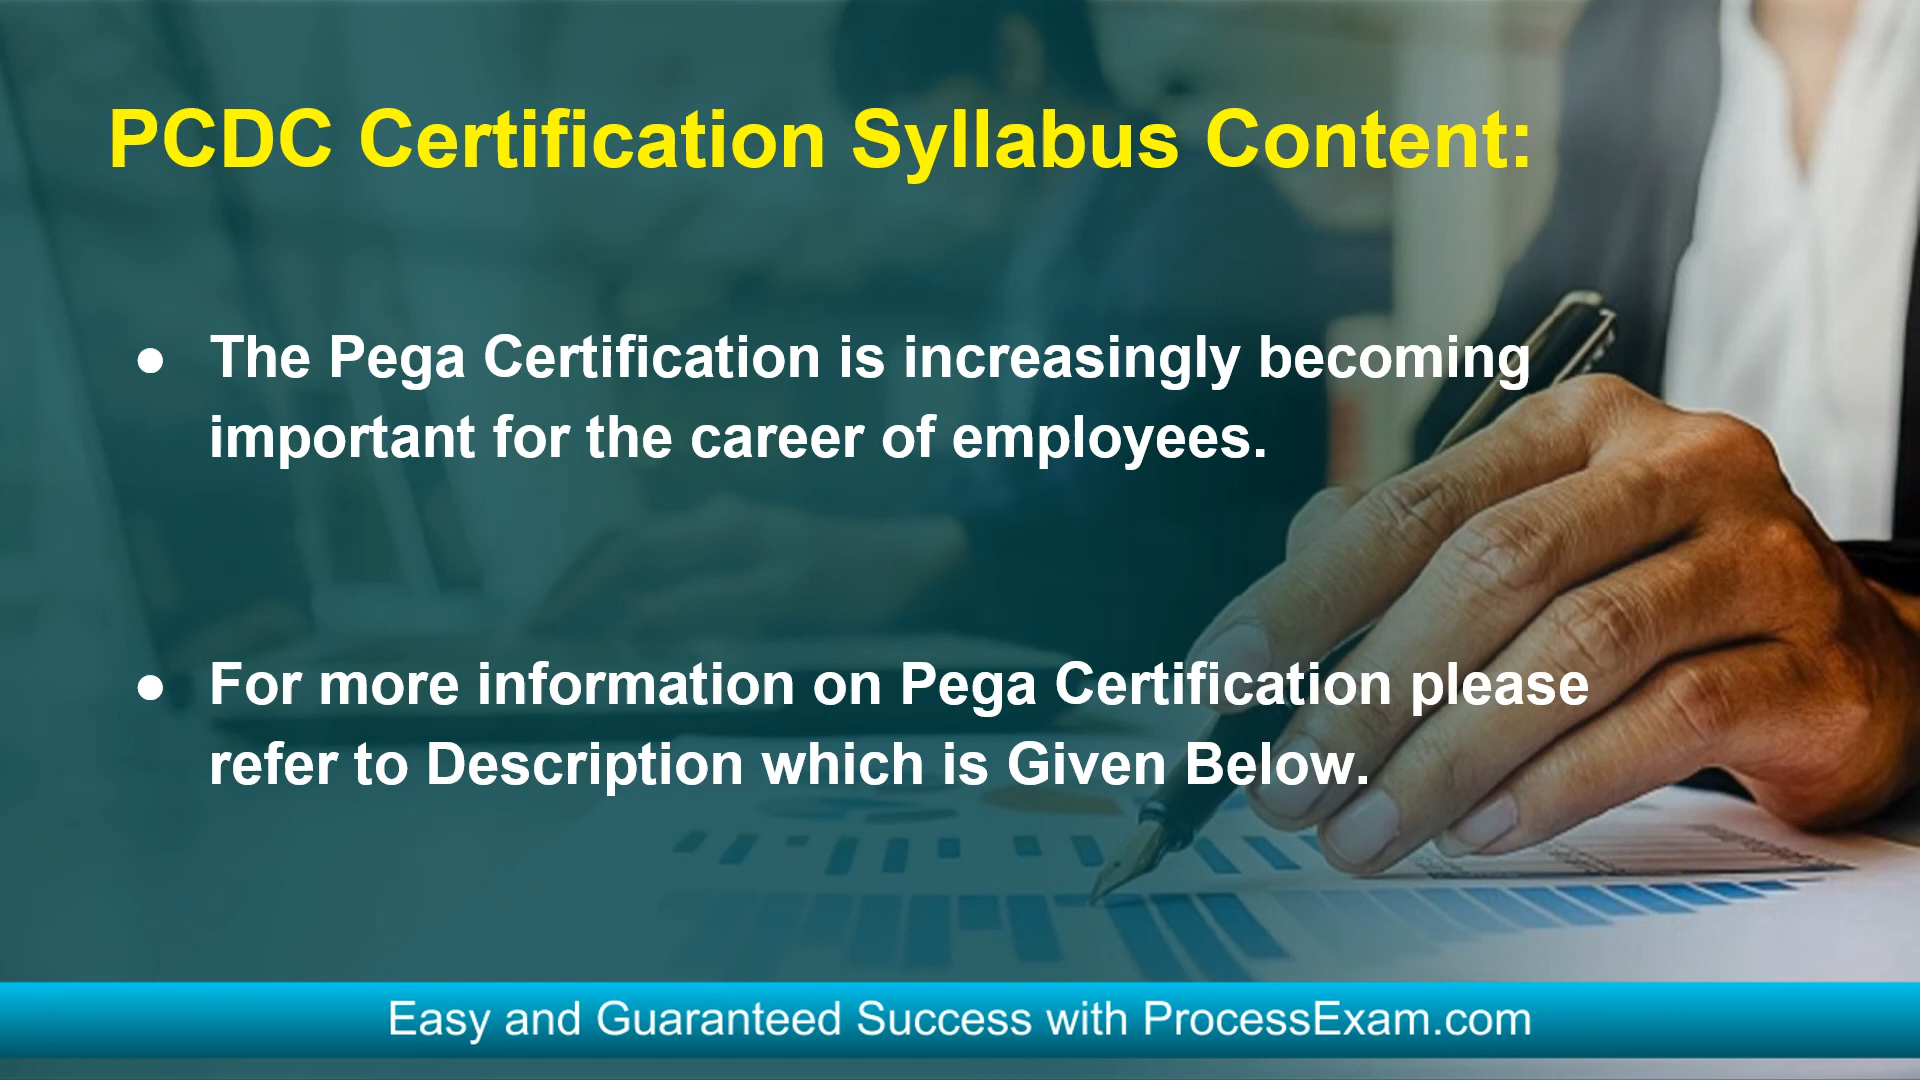 PCDC Certification Syllabus Content:
● The Pega Certification is increasingly becoming
important for the career of employees.
● For more information on Pega Certification please
refer to Description which is Given Below.
Easy and Guaranteed Success with ProcessExam.com